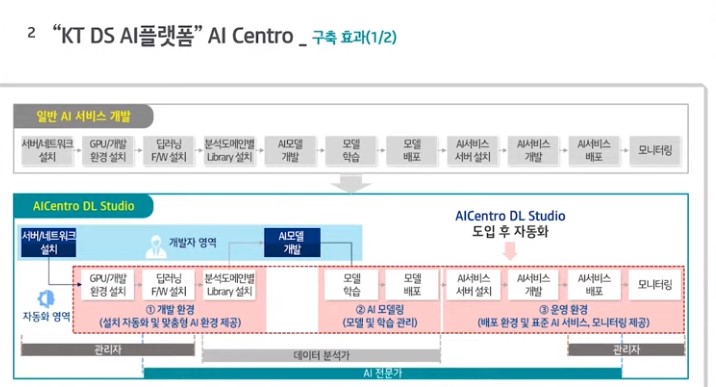 2 “KT DS AI플랫폼” AI Centro _ 구축 효과(1/2)
일반 AI 서비스 개발
서버/네트워크
설치
GPU/개발
환경 설치
딥러닝
F/W 설치
분석도메인별
Library 설치
AI모델
개발
모델
학습
모델
배포
AI서비스
서버 설치
AI서비스
개발
AI서비스
배포
모니터링
AICentro DL Studio
AICentro DL Studio
도입 후 자동화
서버/네트워크
설치
개발자 영역
AI모델
개발
자동화 영역
GPU/개발
환경 설치
딥러닝
F/W 설치
분석도메인별
Library 설치
모델
학습
모델
배포
AI서비스
서버 설치
AI서비스
개발
AI서비스
배포
모니터링
① 개발 환경
(설치 자동화 및 맞춤형 AI 환경 제공)
② AI 모델링
(모델 및 학습 관리)
③ 운영 환경
(배포 환경 및 표준 AI 서비스, 모니터링 제공)
관리자
데이터 분석가
관리자
AI 전문가